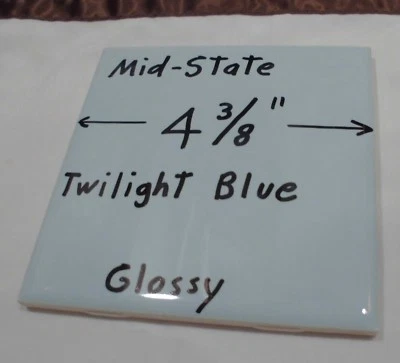 Mid-State
4 3/8"
Twilight Blue
Glossy